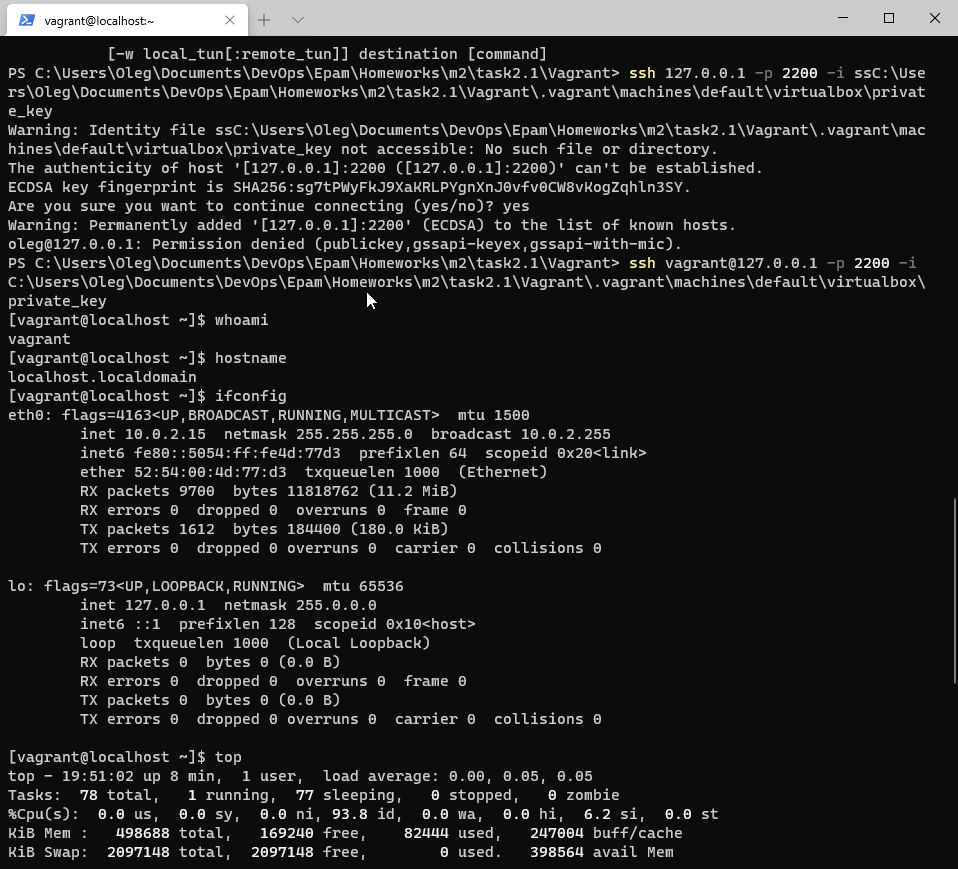 vagrant@localhost:~
[-w local_tun[:remote_tun]] destination [command]
PS C:\Users\Oleg\Documents\DevOps\Epam\Homeworks\m2\task2.1\Vagrant> ssh 127.0.0.1 -p 2200 -i ssC:\Use
rs\Oleg\Documents\DevOps\Epam\Homeworks\m2\task2.1\Vagrant\.vagrant\machines\default\virtualbox\privat
e_key
Warning: Identity file ssC:\Users\Oleg\Documents\DevOps\Epam\Homeworks\m2\task2.1\Vagrant\.vagrant\mac
hines\default\virtualbox\private_key not accessible: No such file or directory.
The authenticity of host '[127.0.0.1]:2200 ([127.0.0.1]:2200)' can't be established.
ECDSA key fingerprint is SHA256:sg7tPWyFkJ9XaKRLPYgnXnJ0vfv0CW8vKogZqhln3SY.
Are you sure you want to continue connecting (yes/no)? yes
Warning: Permanently added '[127.0.0.1]:2200' (ECDSA) to the list of known hosts.
oleg@127.0.0.1: Permission denied (publickey,gssapi-keyex,gssapi-with-mic).
PS C:\Users\Oleg\Documents\DevOps\Epam\Homeworks\m2\task2.1\Vagrant> ssh vagrant@127.0.0.1 -p 2200 -i
C:\Users\Oleg\Documents\DevOps\Epam\Homeworks\m2\task2.1\Vagrant\.vagrant\machines\default\virtualbox\
private_key
[vagrant@localhost ~]$ whoami
vagrant
[vagrant@localhost ~]$ hostname
localhost.localdomain
[vagrant@localhost ~]$ ifconfig
eth0: flags=4163<UP,BROADCAST,RUNNING,MULTICAST>  mtu 1500
        inet 10.0.2.15  netmask 255.255.255.0  broadcast 10.0.2.255
        inet6 fe80::5054:ff:fe4d:77d3  prefixlen 64  scopeid 0x20<link>
        ether 52:54:00:4d:77:d3  txqueuelen 1000  (Ethernet)
        RX packets 9700  bytes 11818762 (11.2 MiB)
        RX errors 0  dropped 0  overruns 0  frame 0
        TX packets 1612  bytes 184400 (180.0 KiB)
        TX errors 0  dropped 0 overruns 0  carrier 0  collisions 0
lo: flags=73<UP,LOOPBACK,RUNNING>  mtu 65536
        inet 127.0.0.1  netmask 255.0.0.0
        inet6 ::1  prefixlen 128  scopeid 0x10<host>
        loop  txqueuelen 1000  (Local Loopback)
        RX packets 0  bytes 0 (0.0 B)
        RX errors 0  dropped 0  overruns 0  frame 0
        TX packets 0  bytes 0 (0.0 B)
        TX errors 0  dropped 0 overruns 0  carrier 0  collisions 0
[vagrant@localhost ~]$ top
top - 19:51:02 up 8 min,  1 user,  load average: 0.00, 0.05, 0.05
Tasks:  78 total,   1 running,  77 sleeping,   0 stopped,   0 zombie
%Cpu(s):  0.0 us,  0.0 sy,  0.0 ni, 93.8 id,  0.0 wa,  0.0 hi,  6.2 si,  0.0 st
KiB Mem :   498688 total,   169240 free,    82444 used,   247004 buff/cache
KiB Swap:  2097148 total,  2097148 free,        0 used.   398564 avail Mem